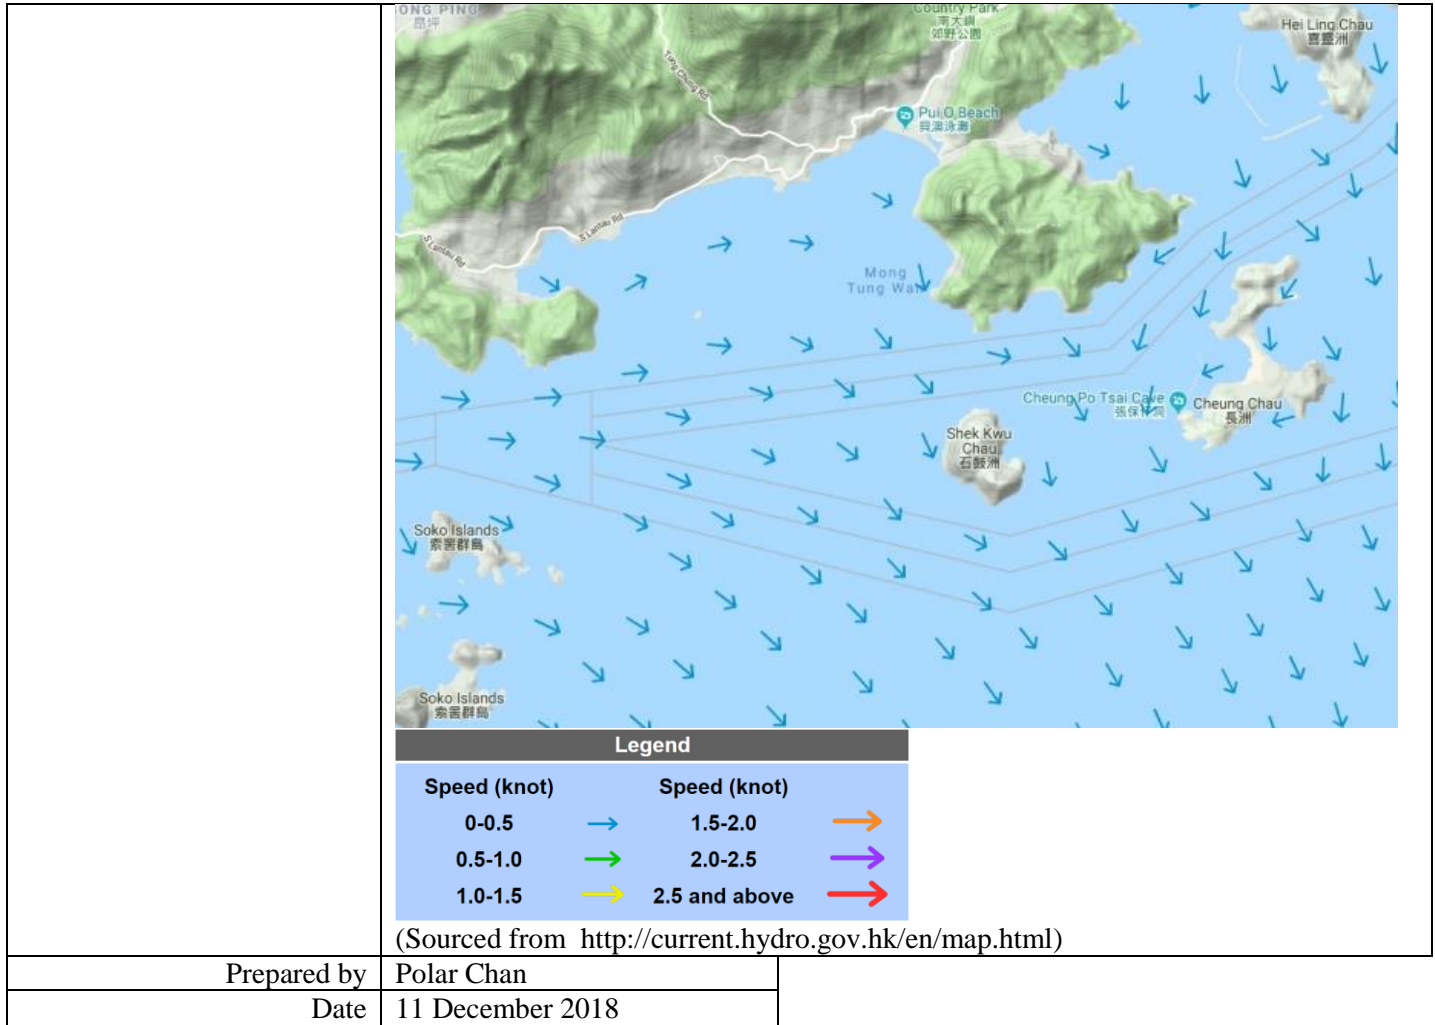 ONG PING
昂坪
Country Park
南大嶼
郊野公園
Hei Ling Chau
喜靈洲
Tung Chung Rd
Pui O Beach
貝澳泳灘
S Lantau Rd
S Lantau Rd
Mong
Tung Wan
Cheung Po Tsai Cave
張保仔洞
Cheung Chau
長洲
Shek Kwu
Chau
石鼓洲
Soko Islands
索罟群島
Soko Islands
索罟群島
Legend
Speed (knot) Speed (knot)
0-0.5 1.5-2.0
0.5-1.0 2.0-2.5
1.0-1.5 2.5 and above
(Sourced from http://current.hydro.gov.hk/en/map.html)
Prepared by Polar Chan
Date 11 December 2018